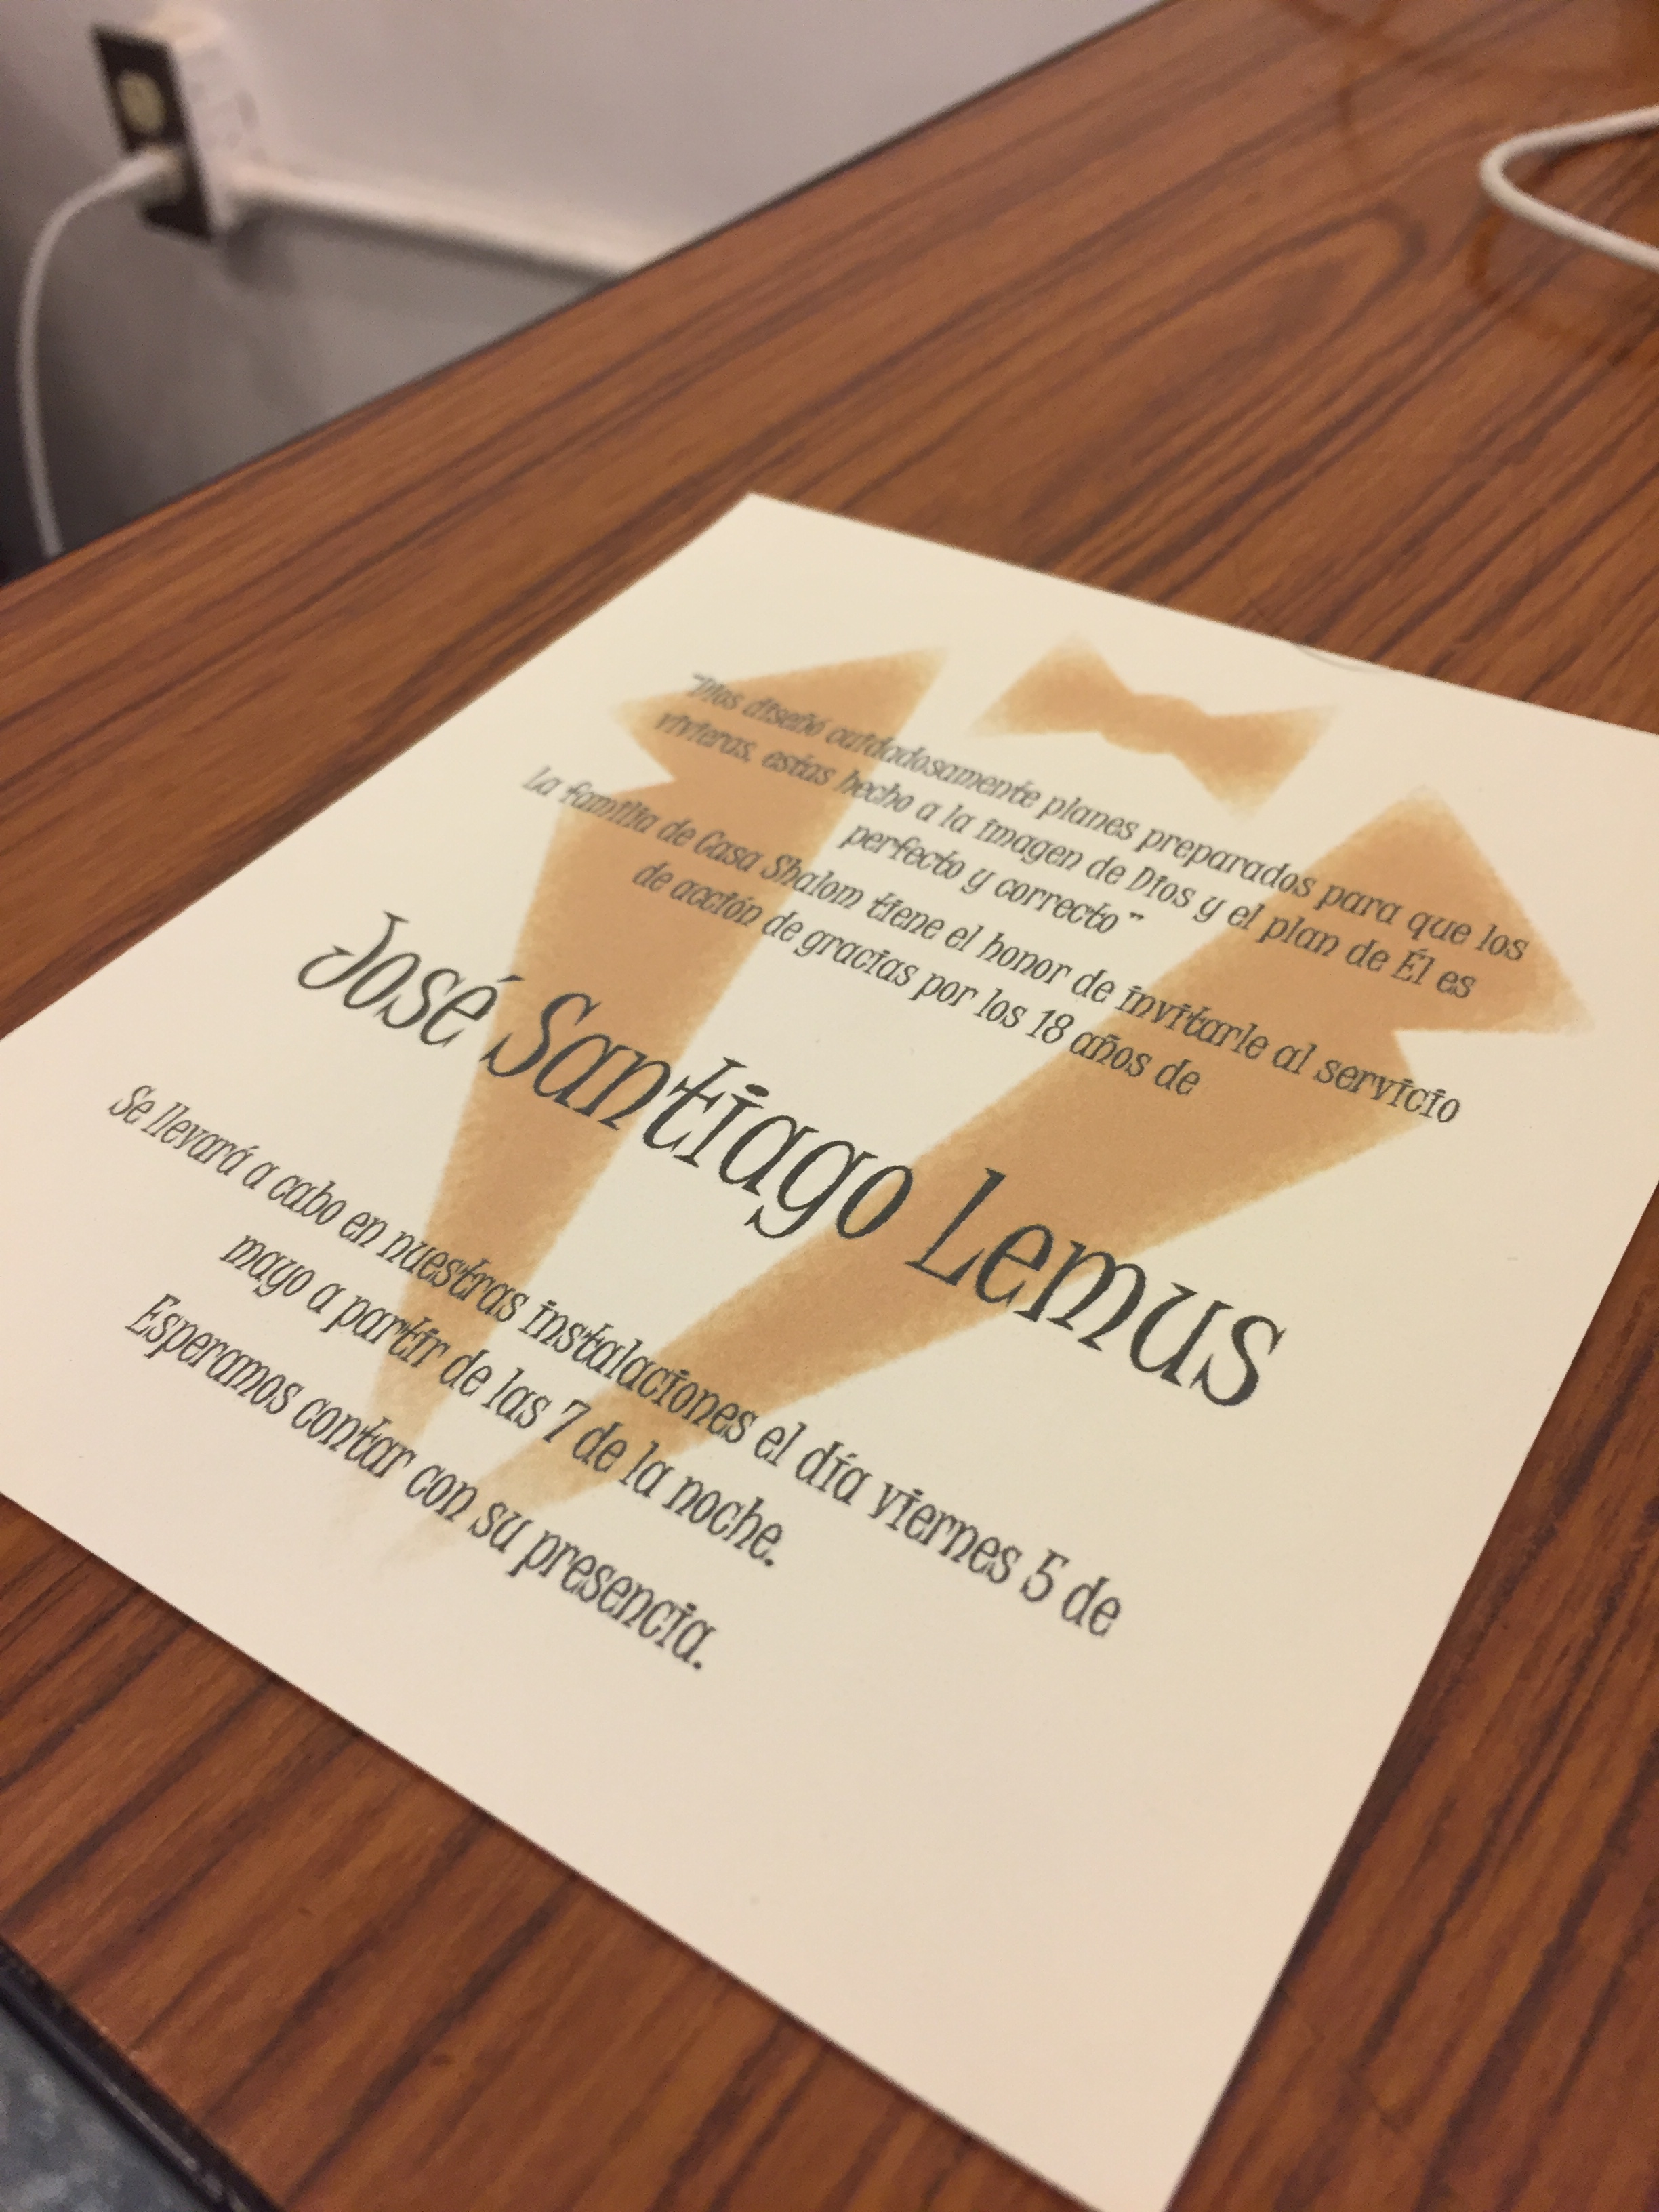 "Dios diseñó cuidadosamente planes preparados para que los
vivieras, estas hecho a la imagen de Dios y el plan de Él es
perfecto y correcto"
La familia de Casa Shalom tiene el honor de invitarle al servicio
de acción de gracias por los 18 años de
José Santiago Lemus
Se llevará a cabo en nuestras instalaciones el día viernes 5 de
mayo a partir de las 7 de la noche.
Esperamos contar con su presencia.